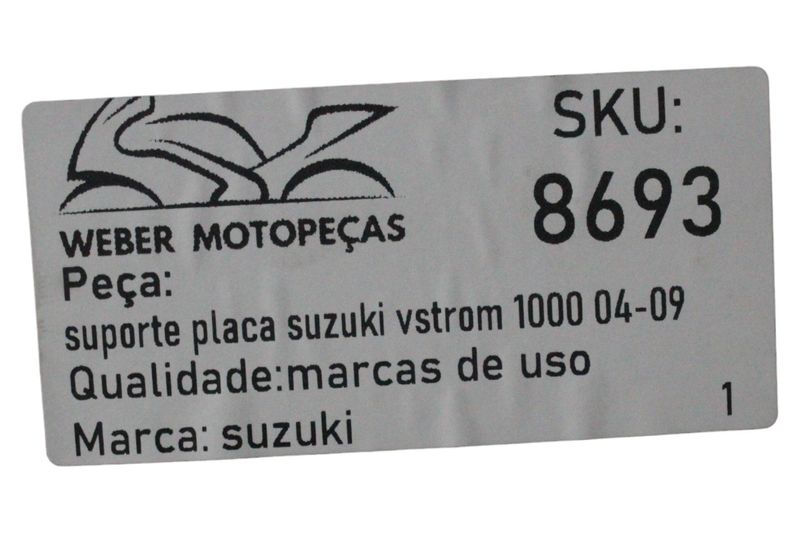 WEBER MOTOPEÇAS
SKU:
8693
Peça:
suporte placa suzuki vstrom 1000 04-09
Qualidade:marcas de uso
Marca: suzuki
1